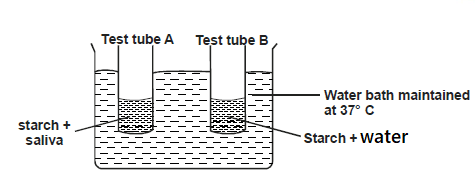 Test tube A
Test tube B
Water bath maintained
at 37° C
starch +
saliva
Starch + water